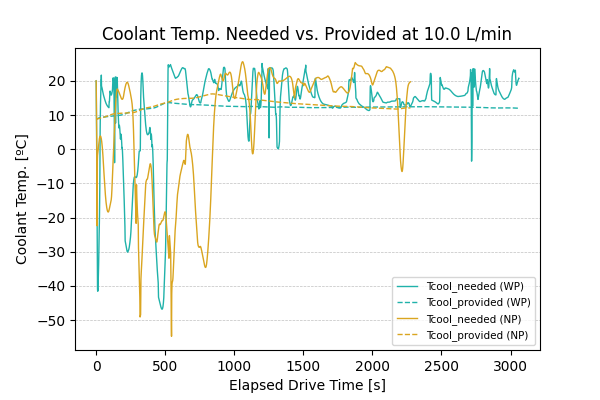 Coolant Temp. Needed vs. Provided at 10.0 L/min
Coolant Temp. [ºC]
20
10
0
−10
−20
−30
−40
−50
Tcool_needed (WP)
Tcool_provided (WP)
Tcool_needed (NP)
Tcool_provided (NP)
0 500 1000 1500 2000 2500 3000
Elapsed Drive Time [s]